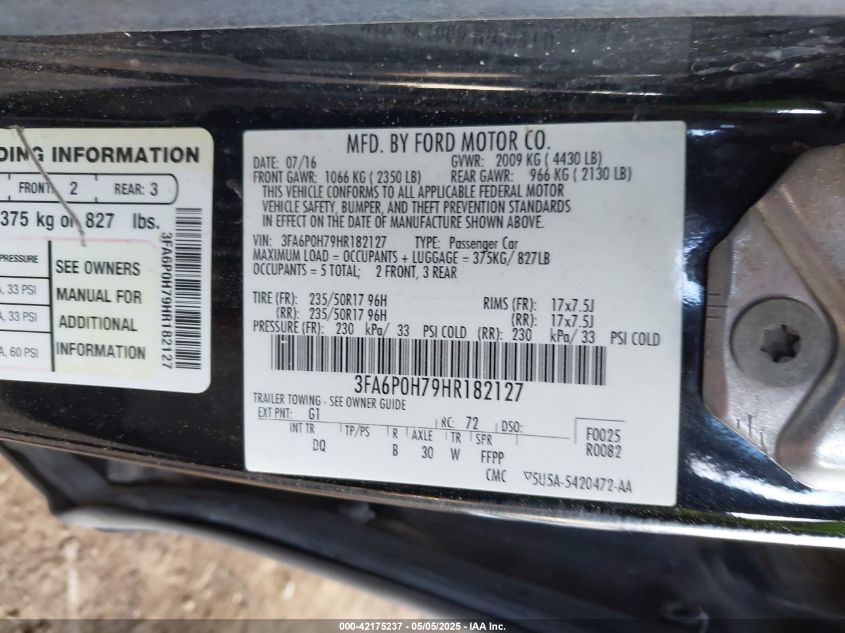 DING INFORMATION
FRONT: 2 REAR: 3
375 kg or 827 lbs.
PRESSURE
SEE OWNERS
MANUAL FOR
ADDITIONAL
INFORMATION
, 33 PSI
, 33 PSI
, 60 PSI
3FA6P0H79HR182127
MFD. BY FORD MOTOR CO.
DATE: 07/16 GVWR: 2009 KG ( 4430 LB)
FRONT GAWR: 1066 KG ( 2350 LB) REAR GAWR: 966 KG ( 2130 LB)
THIS VEHICLE CONFORMS TO ALL APPLICABLE FEDERAL MOTOR
VEHICLE SAFETY, BUMPER, AND THEFT PREVENTION STANDARDS
IN EFFECT ON THE DATE OF MANUFACTURE SHOWN ABOVE.
VIN: 3FA6P0H79HR182127 TYPE: Passenger Car
MAXIMUM LOAD = OCCUPANTS + LUGGAGE = 375KG/ 827LB
OCCUPANTS = 5 TOTAL; 2 FRONT, 3 REAR
TIRE (FR): 235/50R17 96H RIMS (FR): 17x7.5J
(RR): 235/50R17 96H (RR): 17x7.5J
PRESSURE (FR): 230 kPa/ 33 PSI COLD (RR): 230 kPa/ 33 PSI COLD
3FA6P0H79HR182127
TRAILER TOWING - SEE OWNER GUIDE
EXT PNT: G1 RC: 72 DSO:
F0025
R0082
INT TR TP/PS R AXLE TR SPR
DQ B 30 W FFPP
CMC 5U5A-5420472-AA
000-42175237 - 05/05/2025 - IAAI - IAA, Inc.